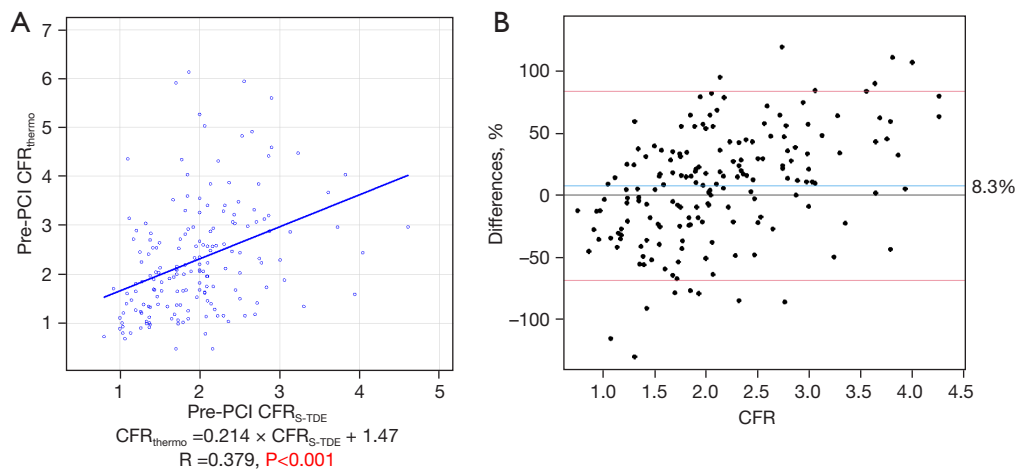 A
7
6
5
4
3
2
1
Pre-PCI CFRthermo
1 2 3 4 5
Pre-PCI CFRS-TDE
CFRthermo =0.214 × CFRS-TDE + 1.47
R =0.379, P<0.001
B
100
50
0
−50
−100
Differences, %
8.3%
1.0 1.5 2.0 2.5 3.0 3.5 4.0 4.5
CFR